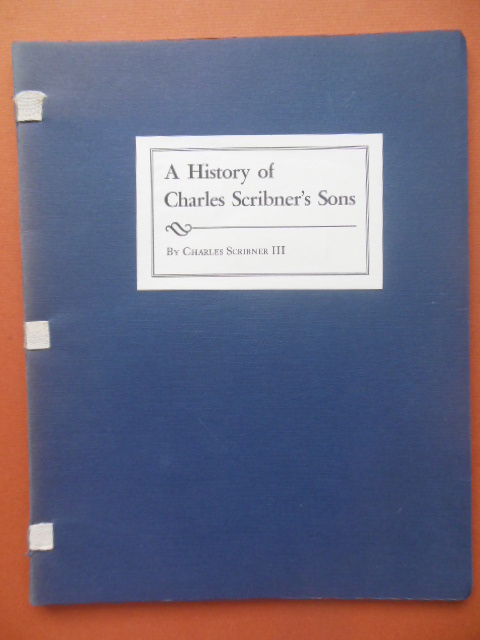 A History of
Charles Scribner's Sons
By Charles Scribner III